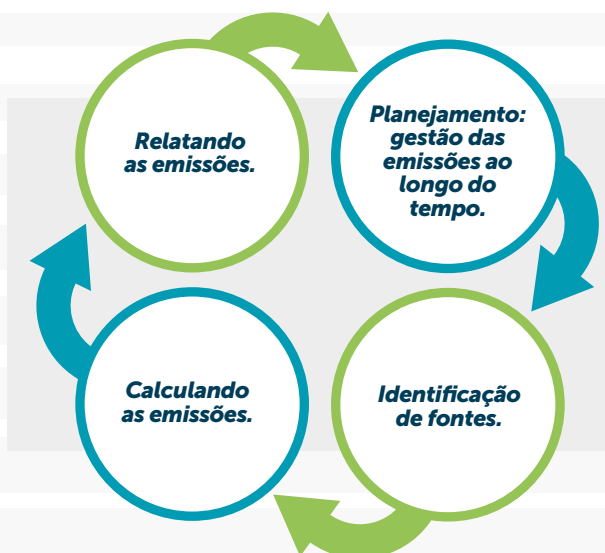 Relatando
as emissões.
Planejamento:
gestão das
emissões ao
longo do
tempo.
Calculando
as emissões.
Identificação
de fontes.